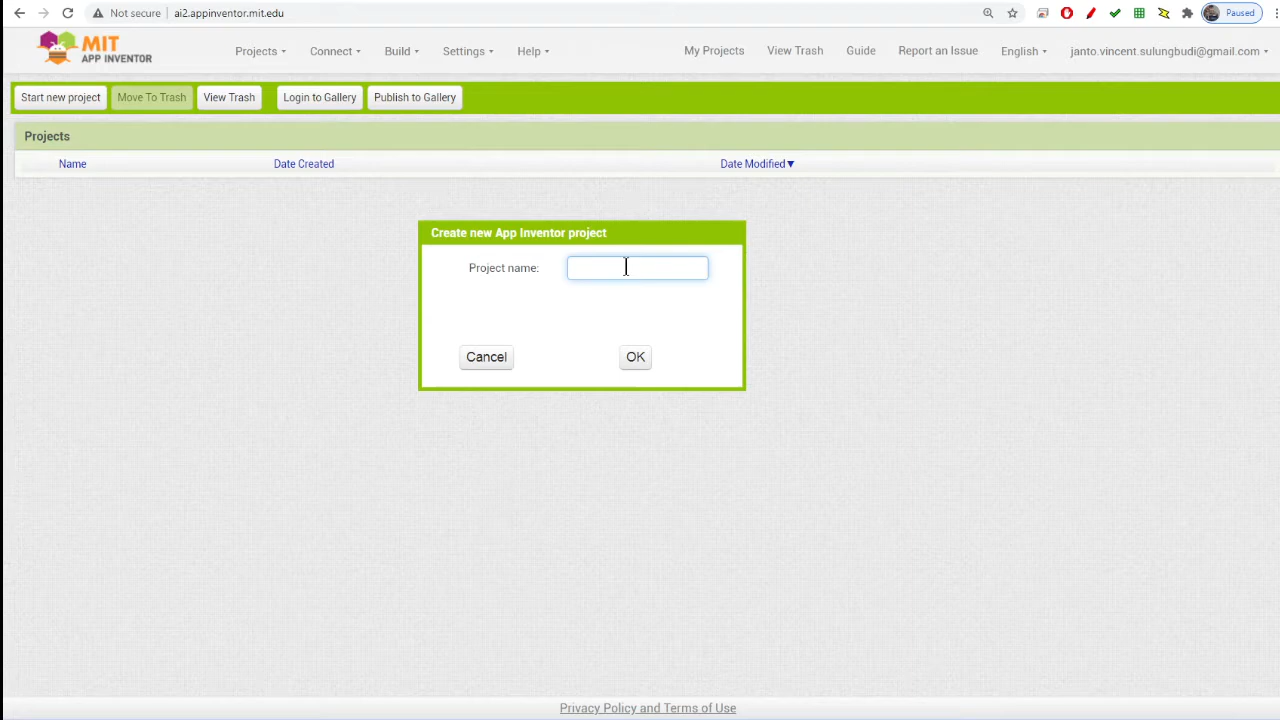 Not secure ai2.appinventor.mit.edu Paused
MIT APP INVENTOR Projects Connect Build Settings Help My Projects View Trash Guide Report an Issue English janto.vincent.sulungbudi@gmail.com
Start new project Move To Trash View Trash Login to Gallery Publish to Gallery
Projects
Name Date Created Date Modified▼
Create new App Inventor project
Project name:
Cancel OK
Privacy Policy and Terms of Use